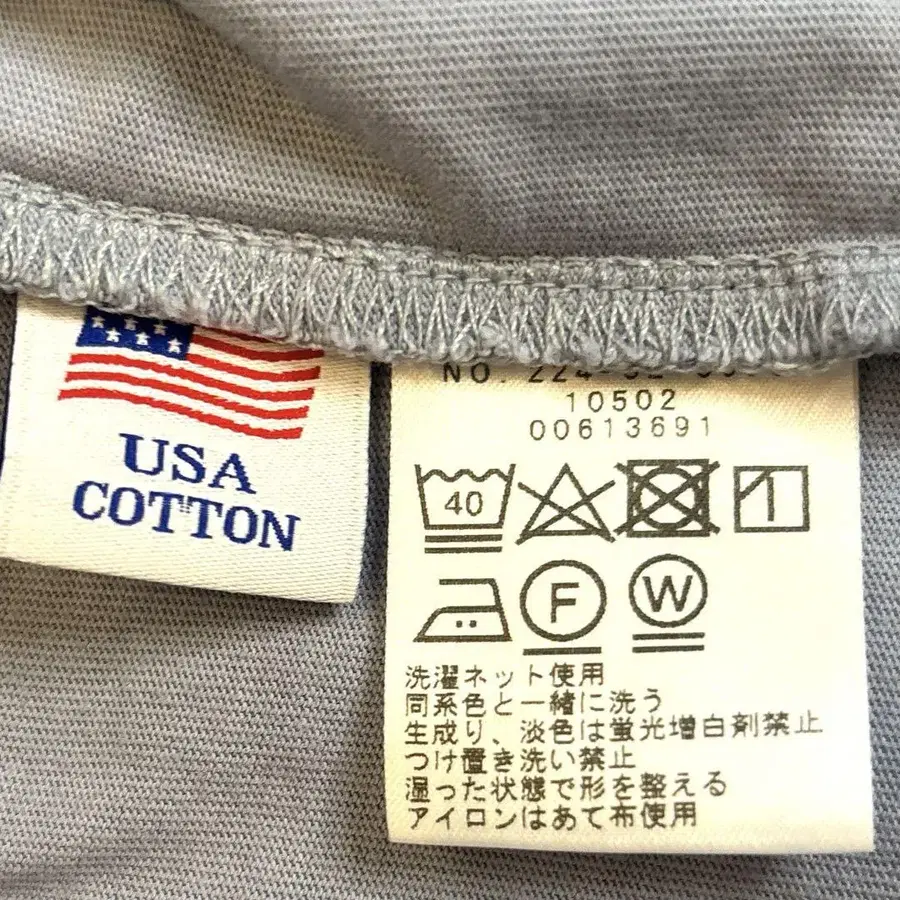 USA
COTTON
10502
00613691
40
F
W
洗濯ネット使用
同系色と一緒に洗う
生成り、淡色は蛍光増白剤禁止
つけ置き洗い禁止
湿った状態で形を整える
アイロンはあて布使用